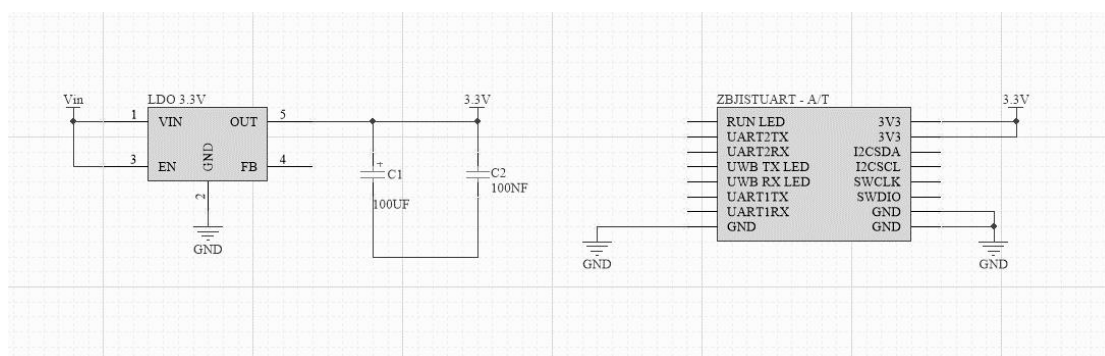 Vin
LDO 3.3V
1 VIN OUT 5
3 EN GND FB 4
2
GND
3.3V
C1
100UF
C2
100NF
+
ZBJISTUART - A/T
3.3V
RUN LED 3V3
UART2TX 3V3
UART2RX I2CSDA
UWB TX LED I2CSCL
UWB RX LED SWCLK
UART1TX SWDIO
UART1RX GND
GND GND
GND
GND